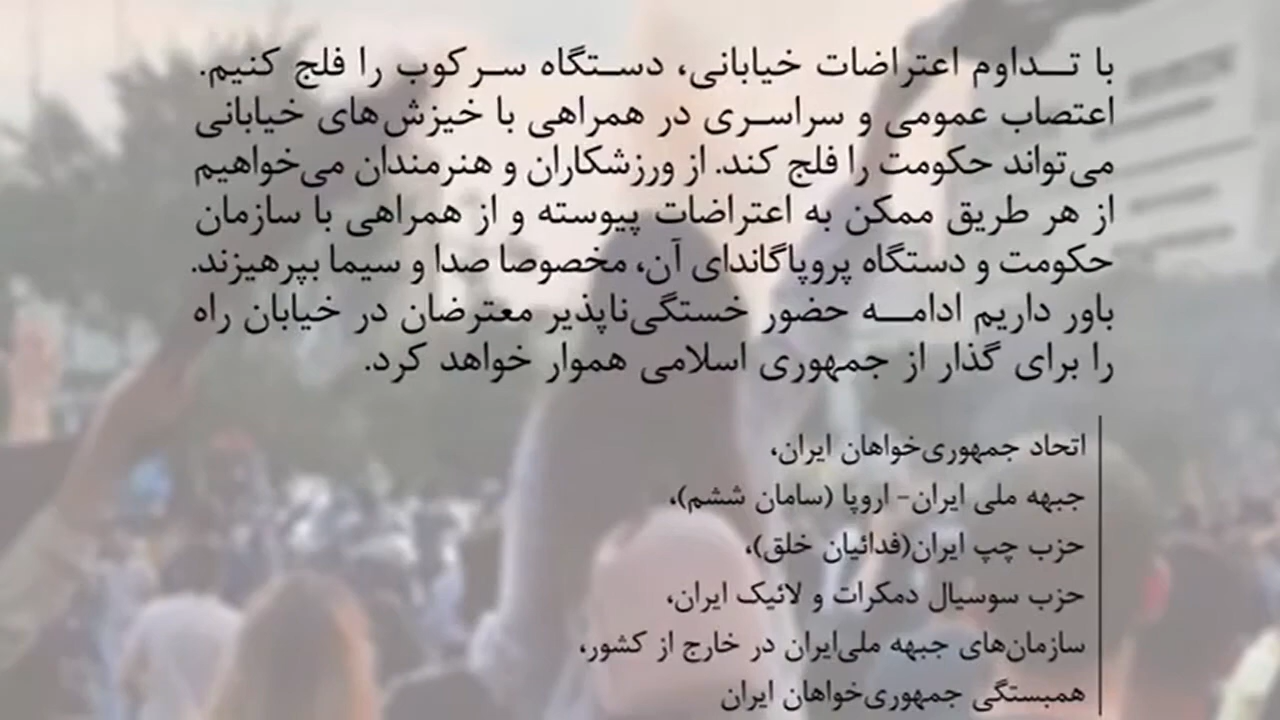 با تـــداوم اعتراضات خیابانی، دســتگاه ســرکوب را فلج کنیم.
اعتصاب عمومی و سراسـری در همراهی با خیزش‌های خیابانی
می‌تواند حکومت را فلج کند. از ورزشکاران و هنرمندان می‌خواهیم
از هر طریق ممکن به اعتراضات پیوسته و از همراهی با سازمان
حکومت و دستگاه پروپاگاندای آن، مخصوصا صدا و سیما بپرهیزند.
باور داریم ادامـــه حضور خستگی‌ناپذیر معترضان در خیابان راه
را برای گذار از جمهوری اسلامی هموار خواهد کرد.
اتحاد جمهوری‌خواهان ایران،
جبهه ملی ایران- اروپا (سامان ششم)،
حزب چپ ایران(فدائیان خلق)،
حزب سوسیال دمکرات و لائیک ایران،
سازمان‌های جبهه ملی‌ایران در خارج از کشور،
همبستگی جمهوری‌خواهان ایران